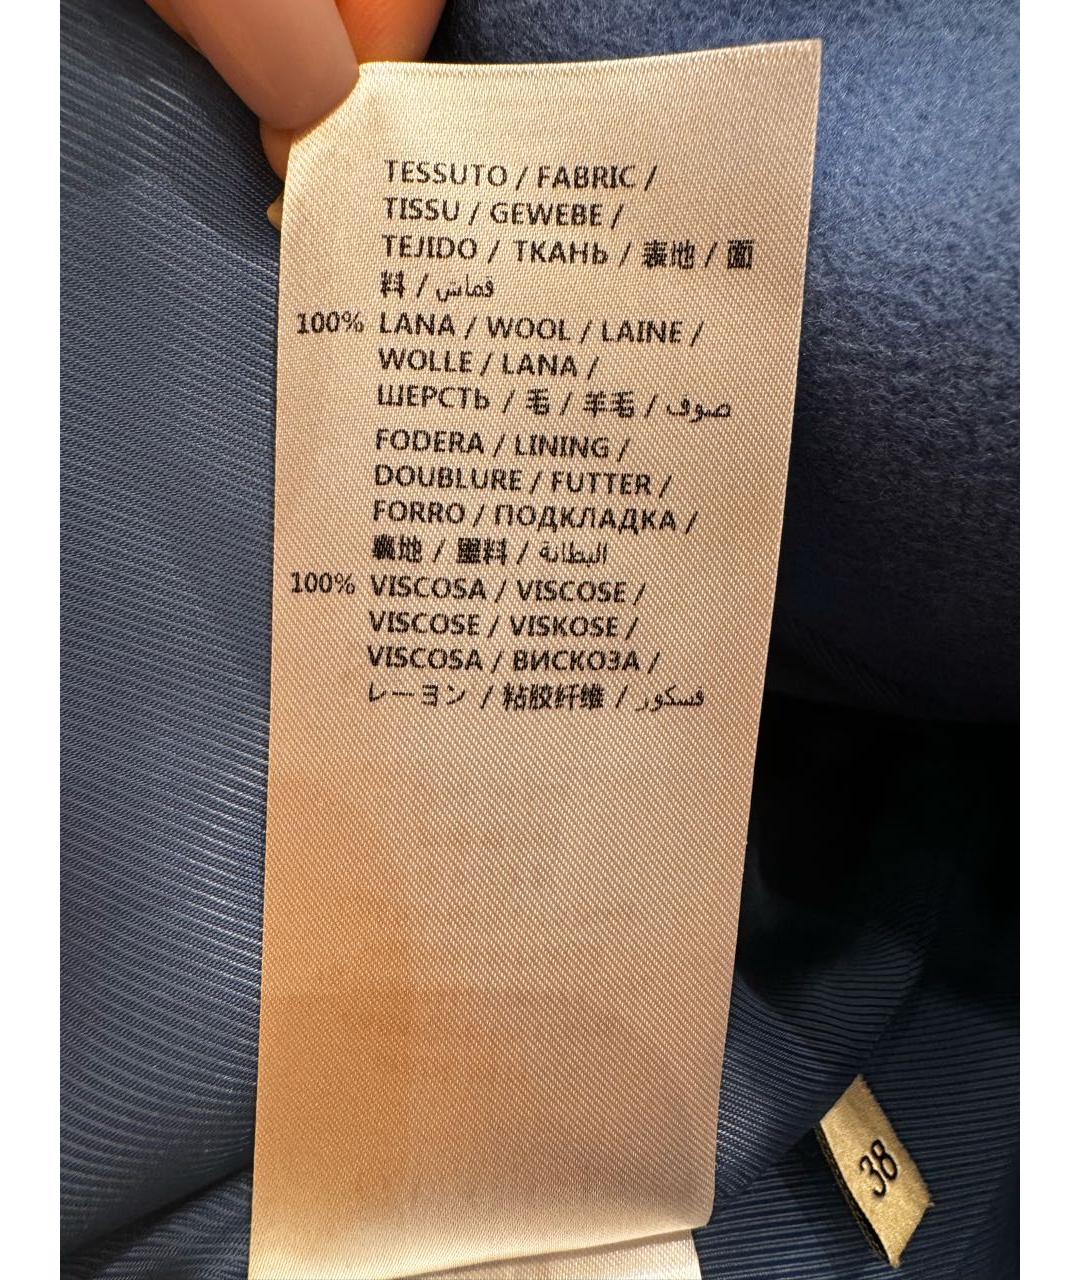 TESSUTO / FABRIC /
TISSU / GEWEBE /
TEJIDO / ТКАНЬ / 表地 / 面
料 / قماش
100% LANA / WOOL / LAINE /
WOLLE / LANA /
ШЕРСТЬ / 毛 / 羊毛 / صوف
FODERA / LINING /
DOUBLURE / FUTTER /
FORRO / ПОДКЛАДКА /
裏地 / 里料 / البطانة
100% VISCOSA / VISCOSE /
VISCOSE / VISKOSE /
VISCOSA / ВИСКОЗА /
レーヨン / 粘胶纤维 / فسكوز
38